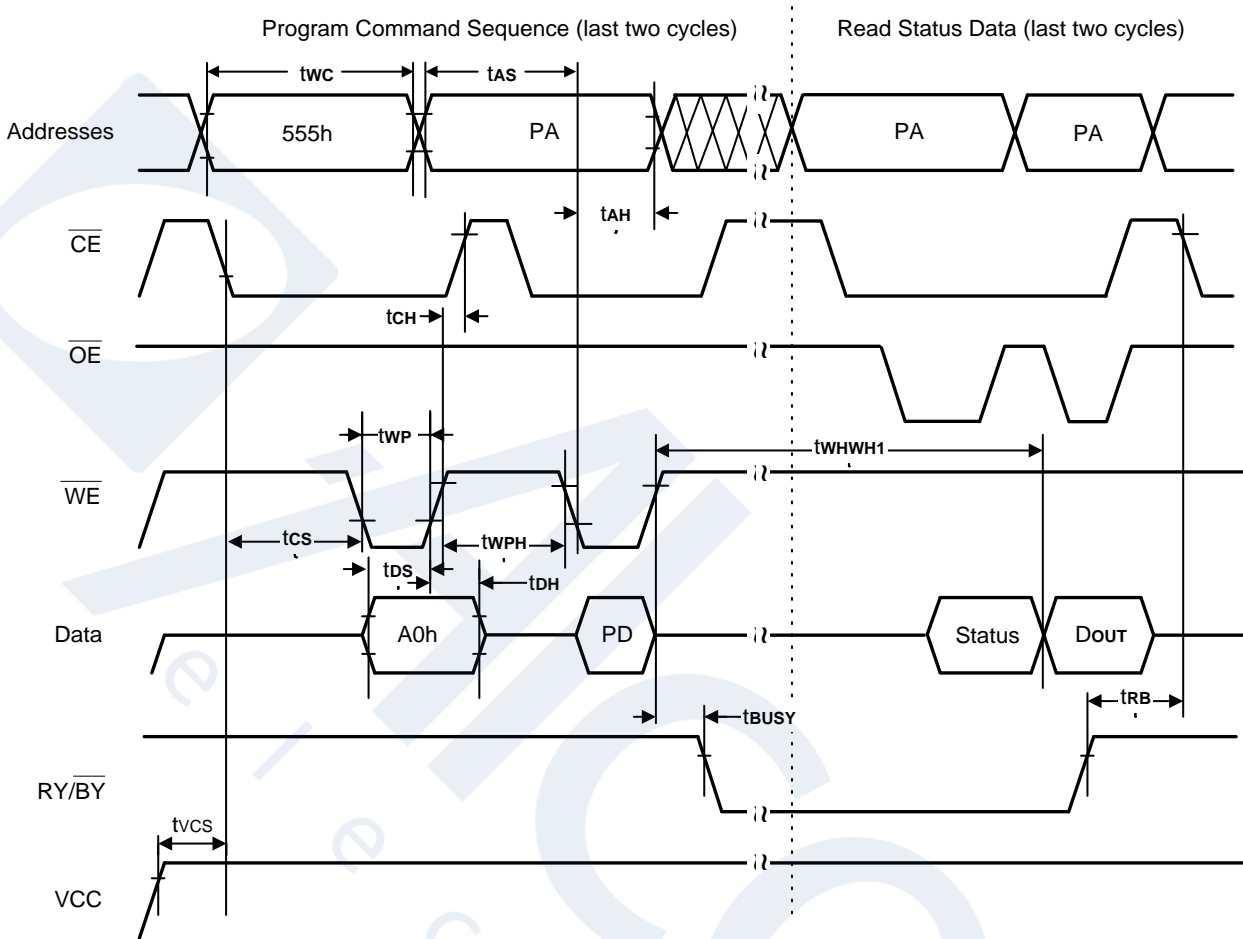 Program Command Sequence (last two cycles)
Read Status Data (last two cycles)
tWC
tAS
Addresses
555h
PA
PA
PA
tAH
CE
tCH
OE
tWP
tWHWH1
WE
tCS
tWPH
tDS
tDH
Data
A0h
PD
Status
DOUT
tBUSY
tRB
RY/BY
tVCS
VCC